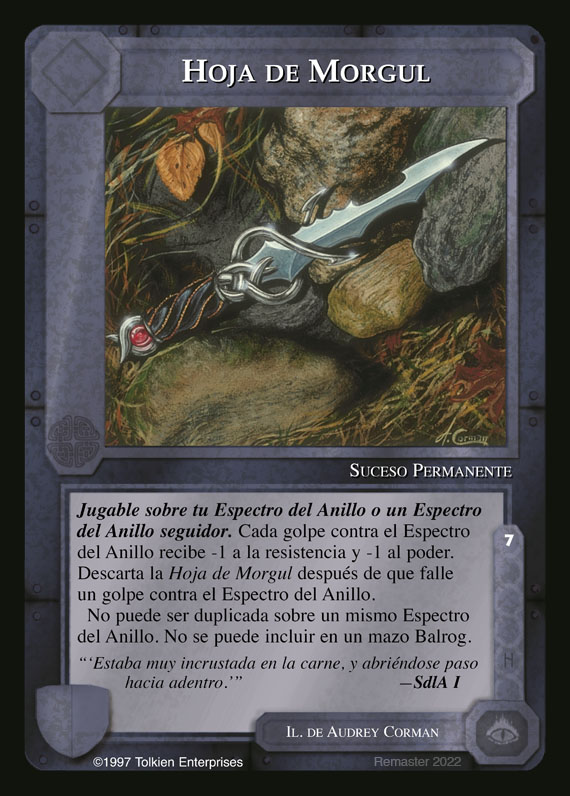 HOJA DE MORGUL
A. Corman
SUCESO PERMANENTE
Jugable sobre tu Espectro del Anillo o un Espectro
del Anillo seguidor. Cada golpe contra el Espectro
del Anillo recibe -1 a la resistencia y -1 al poder.
Descarta la Hoja de Morgul después de que falle
un golpe contra el Espectro del Anillo.
No puede ser duplicada sobre un mismo Espectro
del Anillo. No se puede incluir en un mazo Balrog.
7
H
“‘Estaba muy incrustada en la carne, y abriéndose paso
hacia adentro.’” —SdlA I
IL. DE AUDREY CORMAN
©1997 Tolkien Enterprises
Remaster 2022